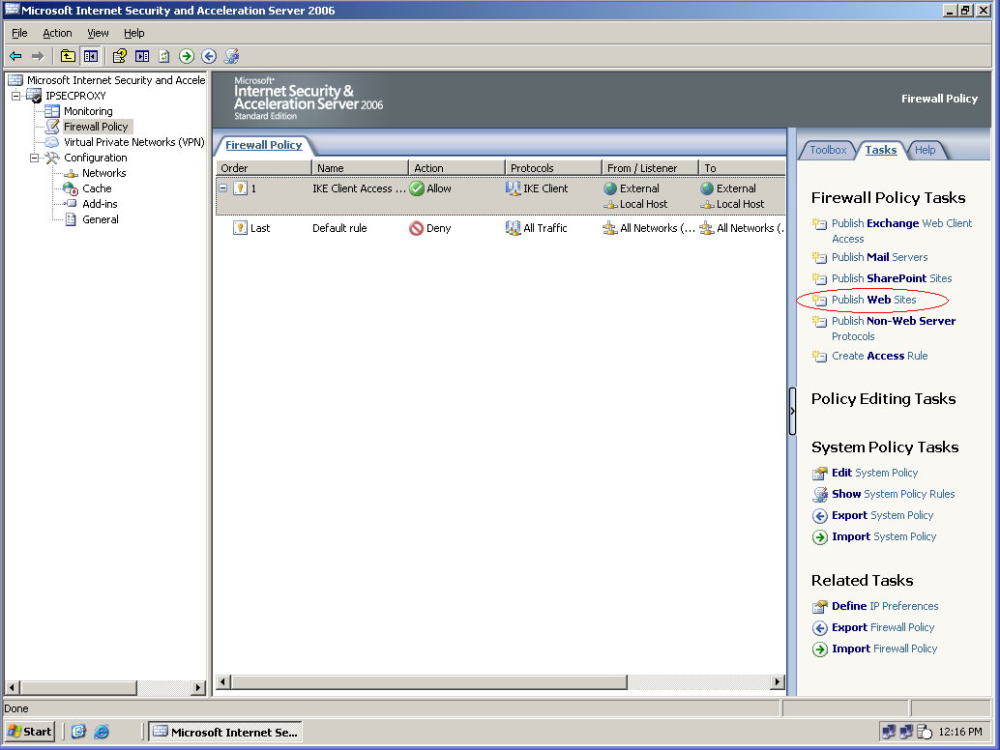 Microsoft Internet Security and Acceleration Server 2006
File Action View Help
Microsoft Internet Security and Accele
IPSECPROXY
Monitoring
Firewall Policy
Virtual Private Networks (VPN)
Configuration
Networks
Cache
Add-ins
General
Microsoft
Internet Security &
Acceleration Server 2006
Standard Edition
Firewall Policy
Firewall Policy
Order Name Action Protocols From / Listener To
1 IKE Client Access ... Allow IKE Client External External
Local Host Local Host
Last Default rule Deny All Traffic All Networks (... All Networks (.
Toolbox Tasks Help
Firewall Policy Tasks
Publish Exchange Web Client
Access
Publish Mail Servers
Publish SharePoint Sites
Publish Web Sites
Publish Non-Web Server
Protocols
Create Access Rule
Policy Editing Tasks
System Policy Tasks
Edit System Policy
Show System Policy Rules
Export System Policy
Import System Policy
Related Tasks
Define IP Preferences
Export Firewall Policy
Import Firewall Policy
Done
Start Microsoft Internet Se... 12:16 PM